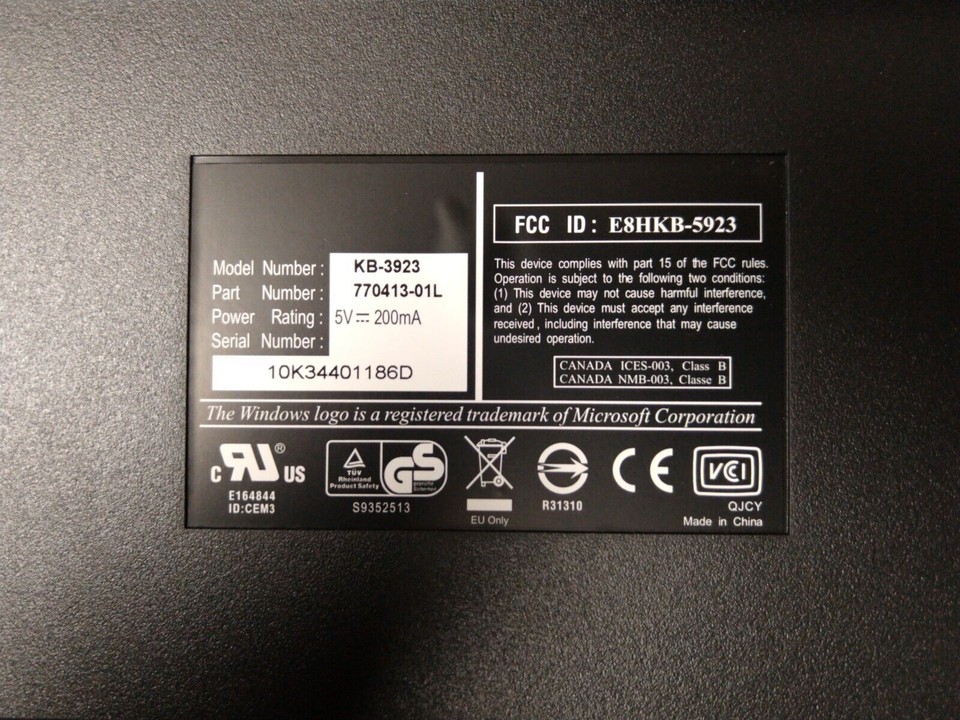 Model Number : KB-3923
Part Number : 770413-01L
Power Rating : 5V⎓200mA
Serial Number :
10K34401186D
FCC ID : E8HKB-5923
This device complies with part 15 of the FCC rules.
Operation is subject to the following two conditions:
(1) This device may not cause harmful interference,
and (2) This device must accept any interference
received, including interference that may cause
undesired operation.
CANADA ICES-003, Class B
CANADA NMB-003, Classe B
The Windows logo is a registered trademark of Microsoft Corporation
C RU ® US
E164844
ID:CEM3
TÜV
Rheinland
Product Safety
GS
geprüfte
Sicherheit
S9352513
EU Only
R31310
CE
VCI
QJCY
Made in China